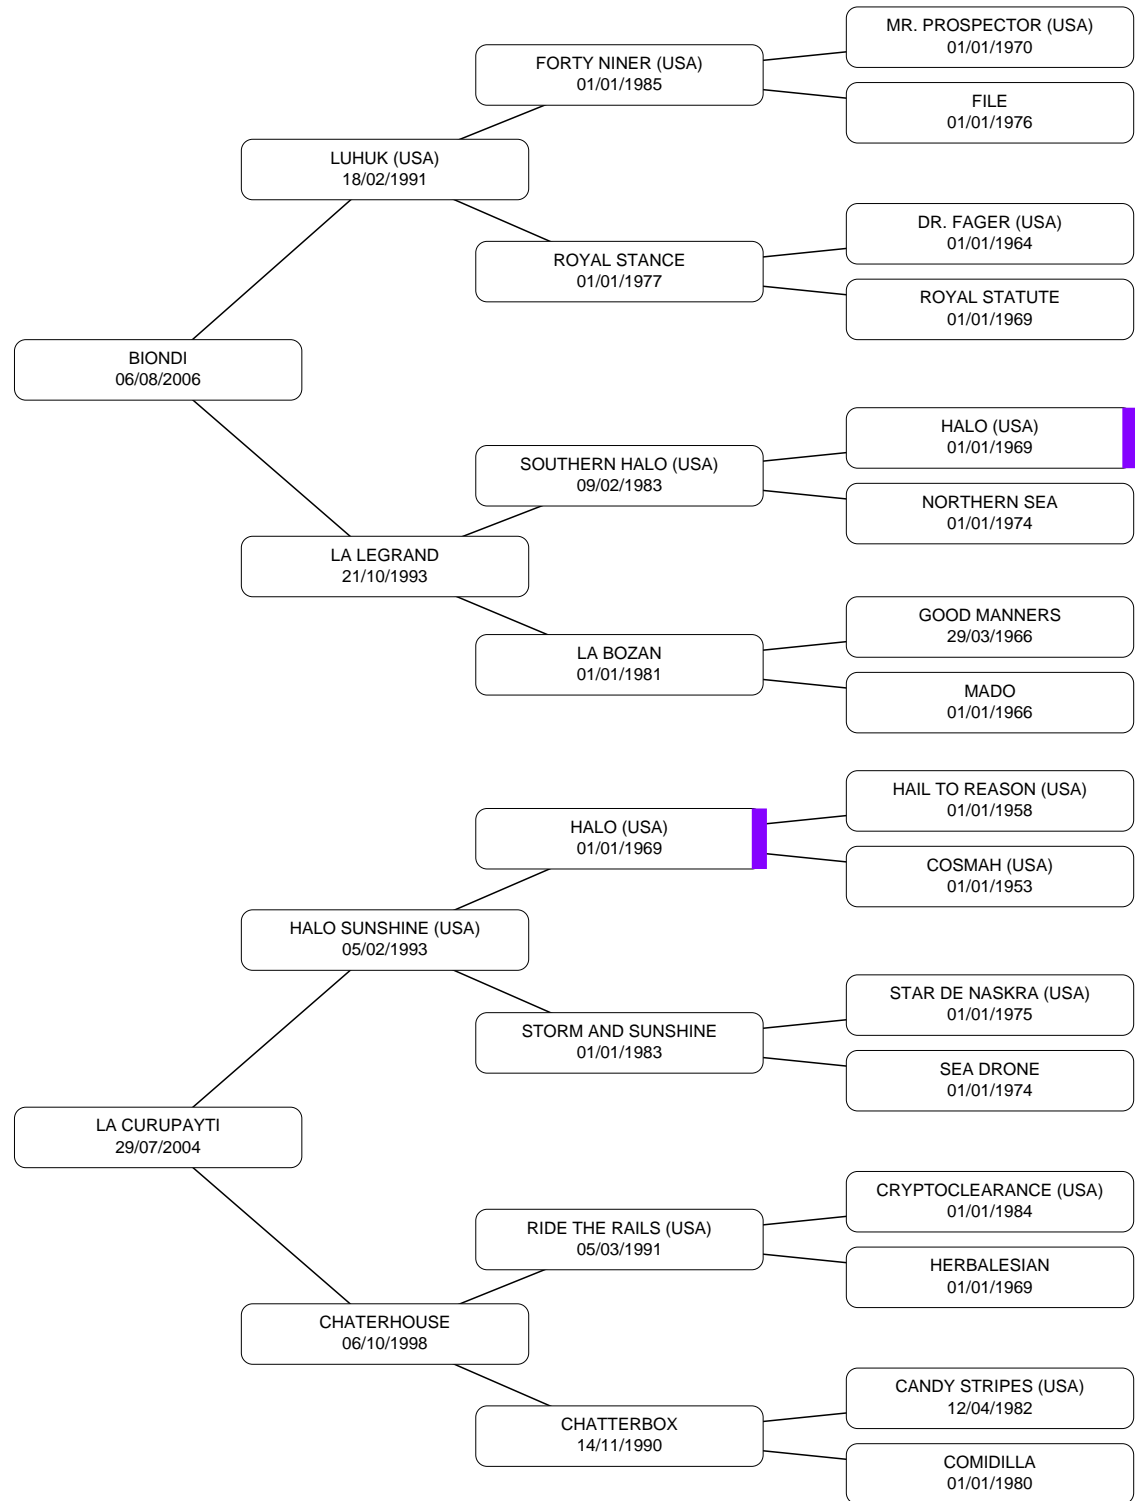 MR. PROSPECTOR (USA)
01/01/1970
FORTY NINER (USA)
01/01/1985
FILE
01/01/1976
LUHUK (USA)
18/02/1991
DR. FAGER (USA)
01/01/1964
ROYAL STANCE
01/01/1977
ROYAL STATUTE
01/01/1969
BIONDI
06/08/2006
HALO (USA)
01/01/1969
SOUTHERN HALO (USA)
09/02/1983
NORTHERN SEA
01/01/1974
LA LEGRAND
21/10/1993
GOOD MANNERS
29/03/1966
LA BOZAN
01/01/1981
MADO
01/01/1966
HAIL TO REASON (USA)
01/01/1958
HALO (USA)
01/01/1969
COSMAH (USA)
01/01/1953
HALO SUNSHINE (USA)
05/02/1993
STAR DE NASKRA (USA)
01/01/1975
STORM AND SUNSHINE
01/01/1983
SEA DRONE
01/01/1974
LA CURUPAYTI
29/07/2004
CRYPTOCLEARANCE (USA)
01/01/1984
RIDE THE RAILS (USA)
05/03/1991
HERBALESIAN
01/01/1969
CHATERHOUSE
06/10/1998
CANDY STRIPES (USA)
12/04/1982
CHATTERBOX
14/11/1990
COMIDILLA
01/01/1980